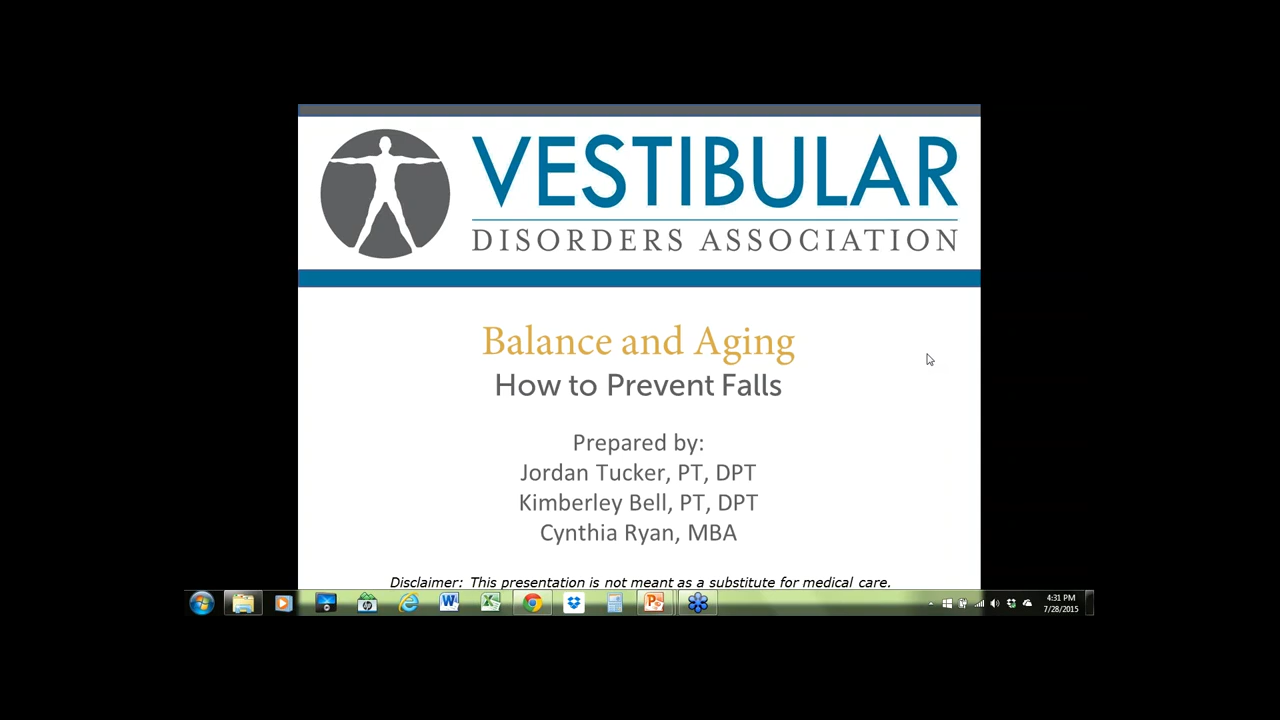 VESTIBULAR
DISORDERS ASSOCIATION
Balance and Aging
How to Prevent Falls
Prepared by:
Jordan Tucker, PT, DPT
Kimberley Bell, PT, DPT
Cynthia Ryan, MBA
Disclaimer: This presentation is not meant as a substitute for medical care.
4:31 PM
7/28/2015